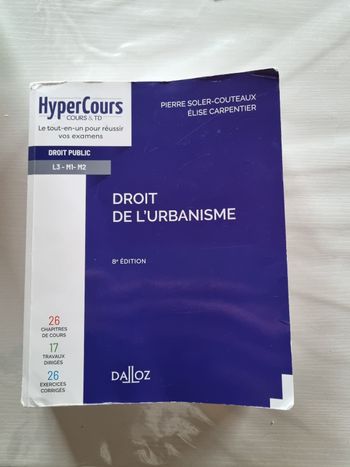 HyperCours
COURS & TD
Le tout-en-un pour réussir
vos examens
DROIT PUBLIC
L3 - M1- M2
PIERRE SOLER-COUTEAUX
ÉLISE CARPENTIER
DROIT
DE L'URBANISME
8e ÉDITION
26
CHAPITRES
DE COURS
17
TRAVAUX
DIRIGÉS
26
EXERCICES
CORRIGÉS
DALLOZ